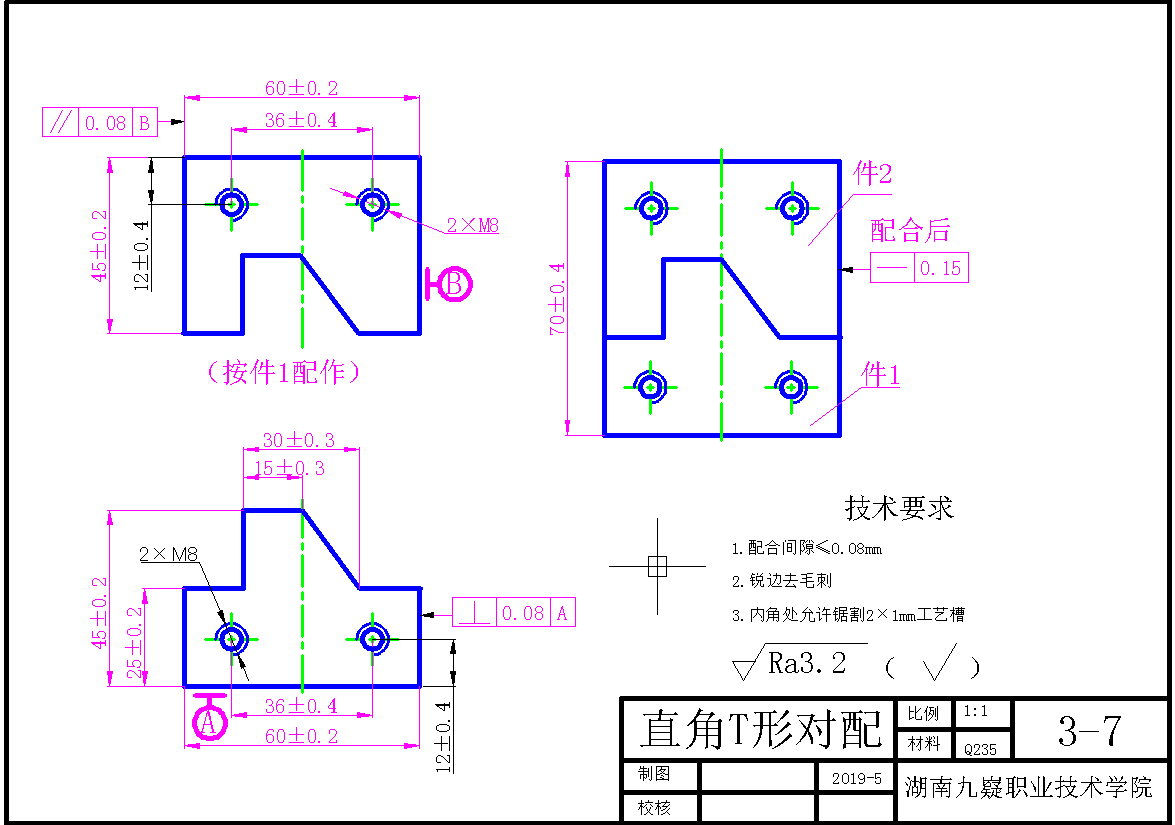 60±0.2
// 0.08 B
36±0.4
45±0.2
12±0.4
2×M8
B
(按件1配作)
件2
配合后
— 0.15
70±0.4
件1
30±0.3
15±0.3
2×M8
45±0.2
25±0.2
⊥ 0.08 A
A
36±0.4
60±0.2
12±0.4
技术要求
1.配合间隙≤0.08mm
2.锐边去毛刺
3.内角处允许锯割2×1mm工艺槽
√Ra3.2 (√)
直角T形对配
比例 1:1
材料 Q235
3-7
制图 2019-5
校核
湖南九嶷职业技术学院